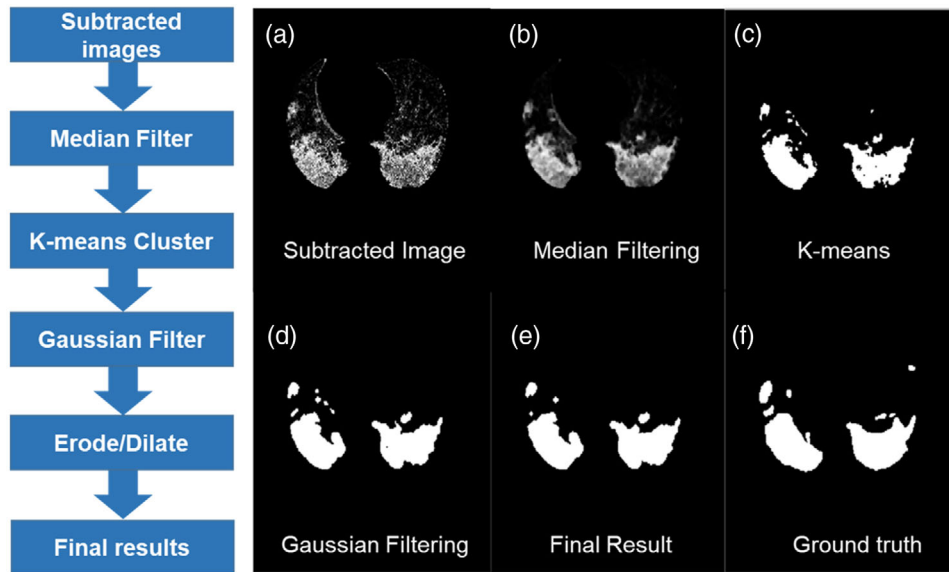 Subtracted
images
Median Filter
K-means Cluster
Gaussian Filter
Erode/Dilate
Final results
(a)
Subtracted Image
(b)
Median Filtering
(c)
K-means
(d)
Gaussian Filtering
(e)
Final Result
(f)
Ground truth